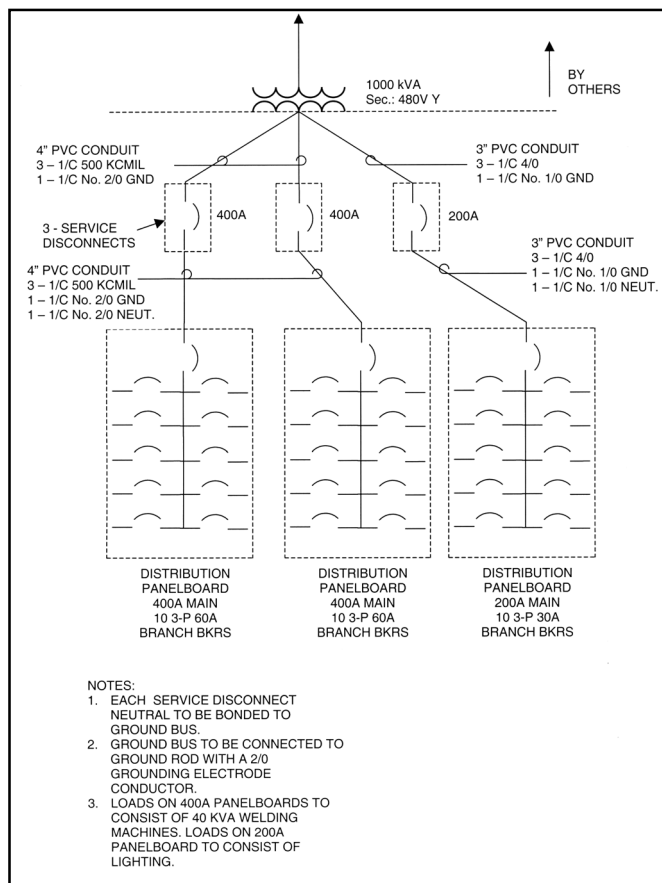 1000 kVA
Sec.: 480V Y
BY
OTHERS
4" PVC CONDUIT
3 – 1/C 500 KCMIL
1 – 1/C No. 2/0 GND
3" PVC CONDUIT
3 – 1/C 4/0
1 – 1/C No. 1/0 GND
400A
400A
200A
3 - SERVICE
DISCONNECTS
4" PVC CONDUIT
3 – 1/C 500 KCMIL
1 – 1/C No. 2/0 GND
1 – 1/C No. 2/0 NEUT.
3" PVC CONDUIT
3 – 1/C 4/0
1 – 1/C No. 1/0 GND
1 – 1/C No. 1/0 NEUT.
DISTRIBUTION
PANELBOARD
400A MAIN
10 3-P 60A
BRANCH BKRS
DISTRIBUTION
PANELBOARD
400A MAIN
10 3-P 60A
BRANCH BKRS
DISTRIBUTION
PANELBOARD
200A MAIN
10 3-P 30A
BRANCH BKRS
NOTES:
1. EACH SERVICE DISCONNECT
NEUTRAL TO BE BONDED TO
GROUND BUS.
2. GROUND BUS TO BE CONNECTED TO
GROUND ROD WITH A 2/0
GROUNDING ELECTRODE
CONDUCTOR.
3. LOADS ON 400A PANELBOARDS TO
CONSIST OF 40 KVA WELDING
MACHINES. LOADS ON 200A
PANELBOARD TO CONSIST OF
LIGHTING.